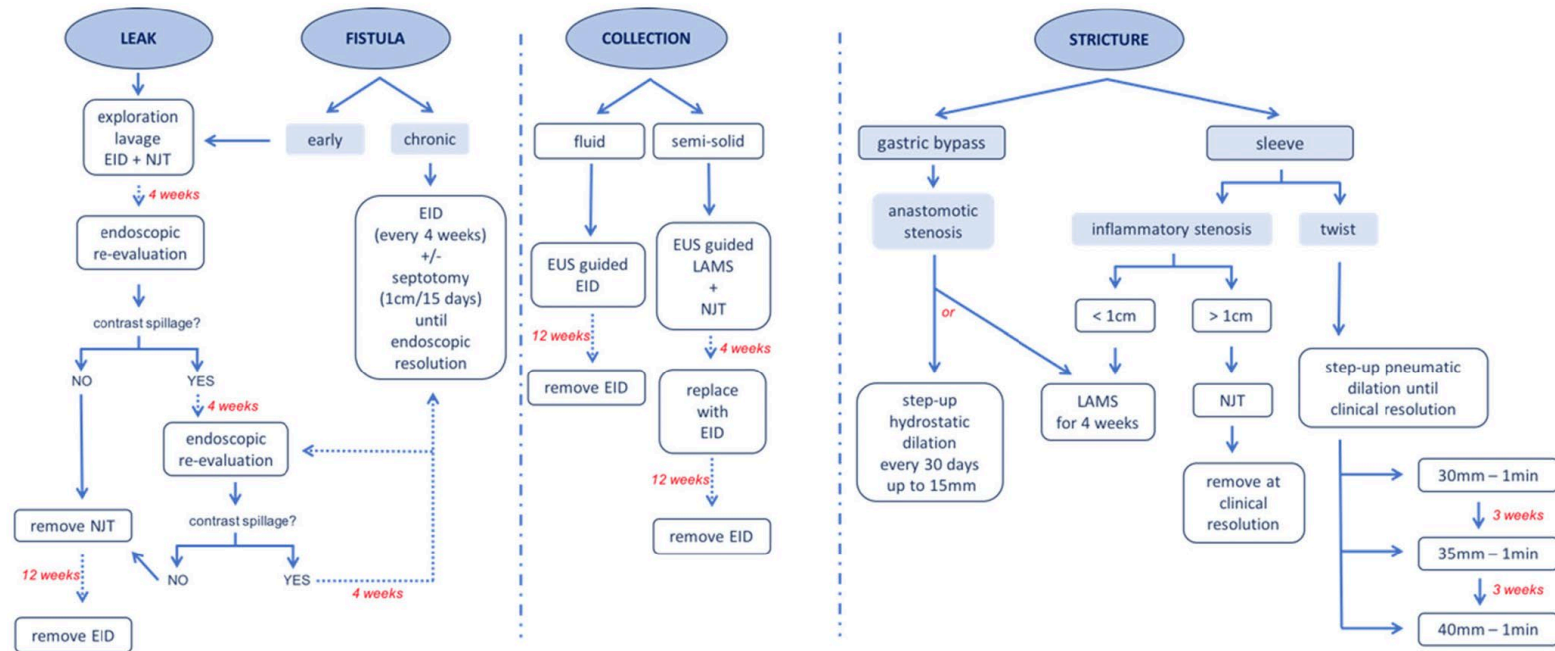 LEAK
exploration
lavage
EID + NJT
4 weeks
endoscopic
re-evaluation
contrast spillage?
NO
YES
4 weeks
endoscopic
re-evaluation
contrast spillage?
NO
YES
4 weeks
remove NJT
12 weeks
remove EID
FISTULA
early
chronic
EID
(every 4 weeks)
+/-
septotomy
(1cm/15 days)
until
endoscopic
resolution
COLLECTION
fluid
semi-solid
EUS guided
EID
12 weeks
remove EID
EUS guided
LAMS
+
NJT
4 weeks
replace
with
EID
12 weeks
remove EID
STRICTURE
gastric bypass
anastomotic
stenosis
or
step-up
hydrostatic
dilation
every 30 days
up to 15mm
sleeve
inflammatory stenosis
< 1cm
> 1cm
LAMS
for 4 weeks
NJT
remove at
clinical
resolution
twist
step-up pneumatic
dilation until
clinical resolution
30mm – 1min
3 weeks
35mm – 1min
3 weeks
40mm – 1min